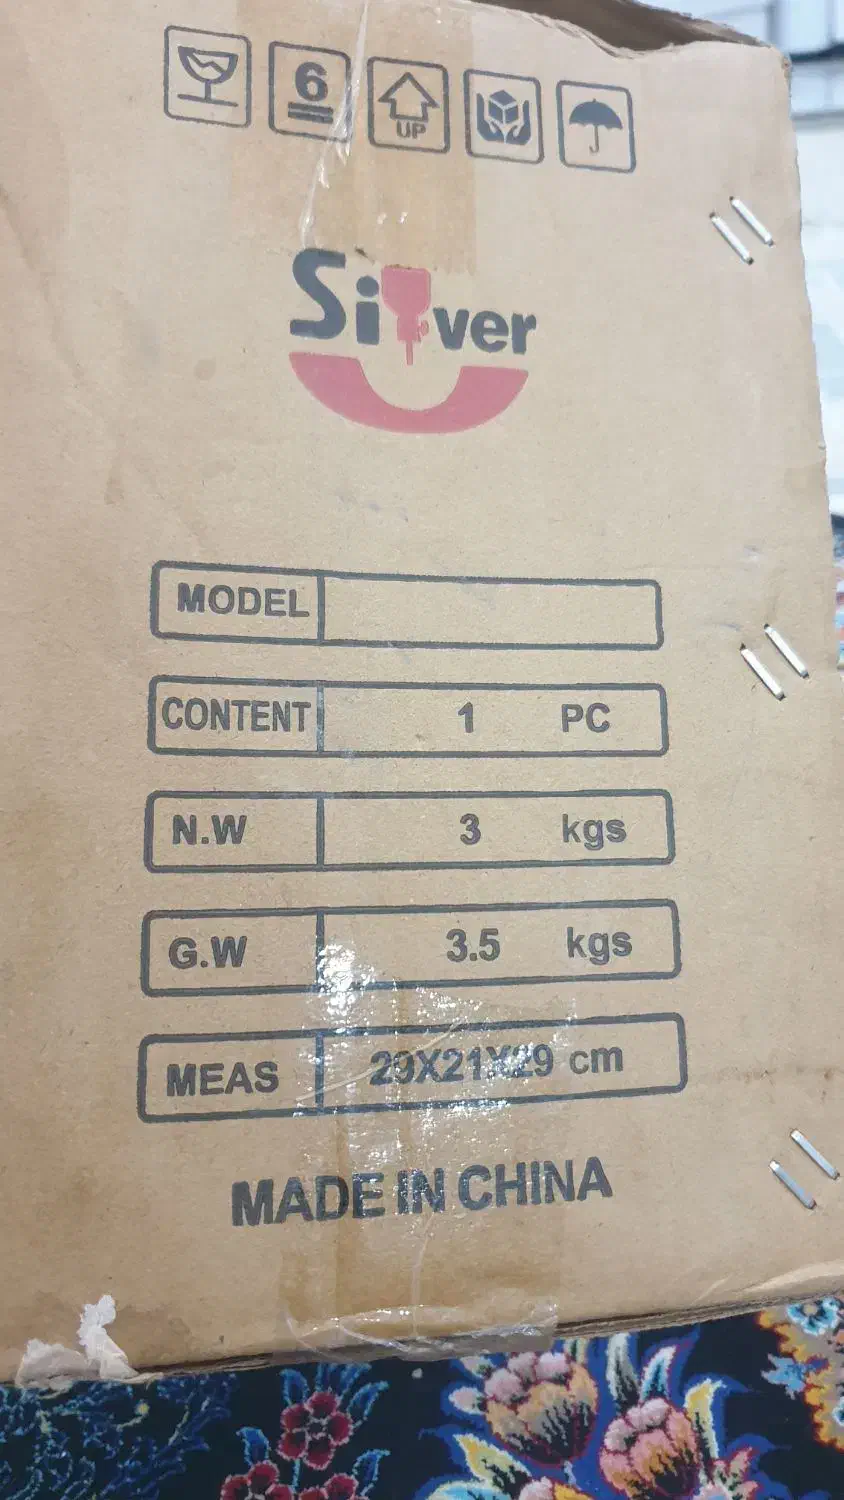 6
UP
Silver
MODEL
CONTENT 1 PC
N.W 3 kgs
G.W 3.5 kgs
MEAS 29X21X29 cm
MADE IN CHINA